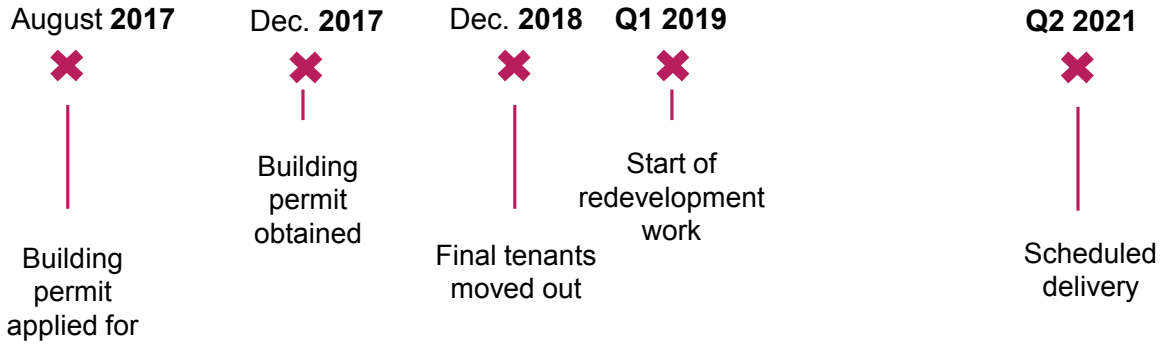 August 2017
Dec. 2017
Dec. 2018
Q1 2019
Q2 2021
Building
permit
applied for
Building
permit
obtained
Final tenants
moved out
Start of
redevelopment
work
Scheduled
delivery